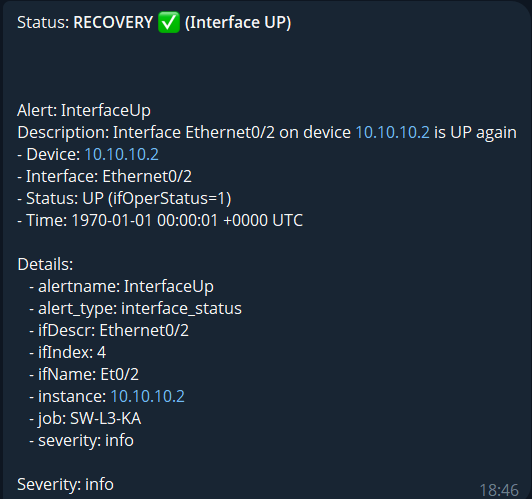 Status: RECOVERY ✅ (Interface UP)
Alert: InterfaceUp
Description: Interface Ethernet0/2 on device 10.10.10.2 is UP again
- Device: 10.10.10.2
- Interface: Ethernet0/2
- Status: UP (ifOperStatus=1)
- Time: 1970-01-01 00:00:01 +0000 UTC
Details:
- alertname: InterfaceUp
- alert_type: interface_status
- ifDescr: Ethernet0/2
- ifIndex: 4
- ifName: Et0/2
- instance: 10.10.10.2
- job: SW-L3-KA
- severity: info
Severity: info
18:46